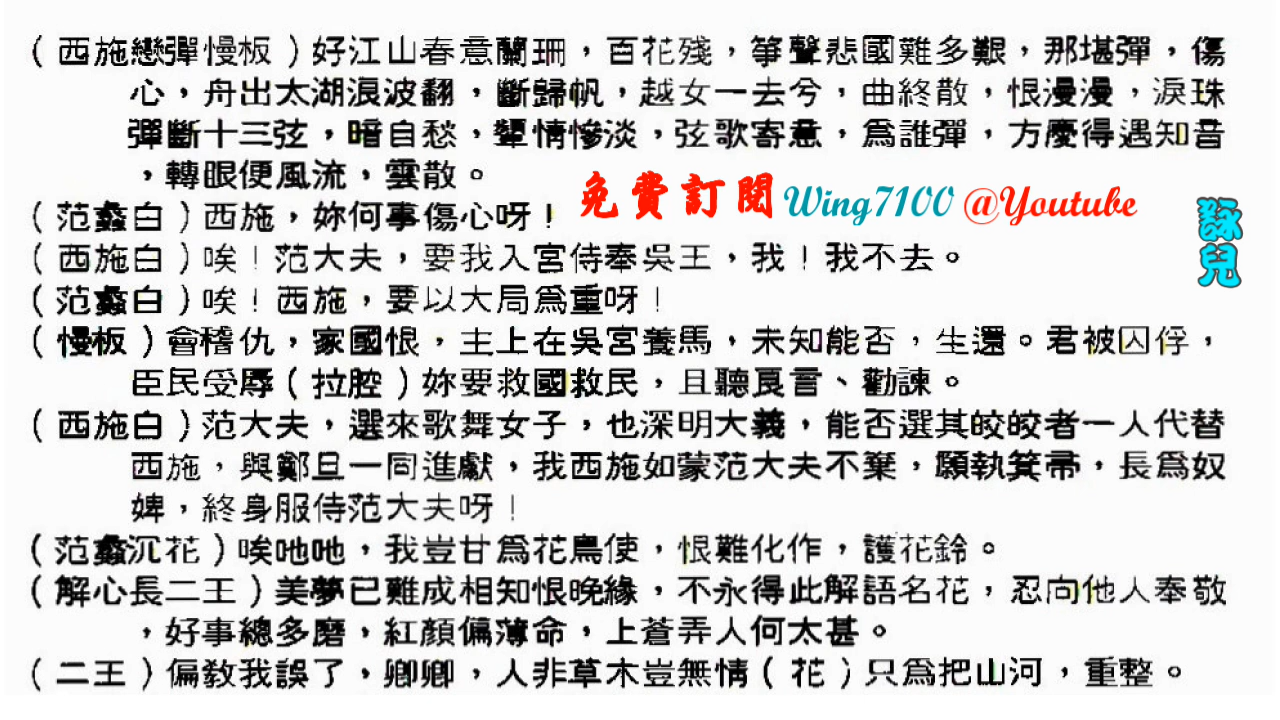 (西施戀彈慢板)好江山春意闌珊，百花殘，箏聲悲國難多艱，那堪彈，傷
心，舟出太湖浪波翻，斷歸帆，越女一去兮，曲終散，恨漫漫，淚珠
彈斷十三弦，暗自愁，顰情慘淡，弦歌寄意，為誰彈，方慶得遇知音
，轉眼便風流，雲散。
免費訂閱 Wing7100 @Youtube
詠兒
(范蠡白)西施，妳何事傷心呀!
(西施白)唉!范大夫，要我入宮侍奉吳王，我!我不去。
(范蠡白)唉!西施，要以大局為重呀!
(慢板)會稽仇，家國恨，主上在吳宮養馬，未知能否，生還。君被囚俘，
臣民受辱(拉腔)妳要救國救民，且聽良言、勸諫。
(西施白)范大夫，選來歌舞女子，也深明大義，能否選其皎皎者一人代替
西施，與鄭旦一同進獻，我西施如蒙范大夫不棄，願執箕帚，長為奴
婢，終身服侍范大夫呀!
(范蠡沉花)唉吔吔，我豈甘為花鳥使，恨難化作，護花鈴。
(解心長二王)美夢已難成相知恨晚緣，不永得此解語名花，忍向他人奉敬
，好事總多磨，紅顏偏薄命，上蒼弄人何太甚。
(二王)偏教我誤了，卿卿，人非草木豈無情(花)只為把山河，重整。